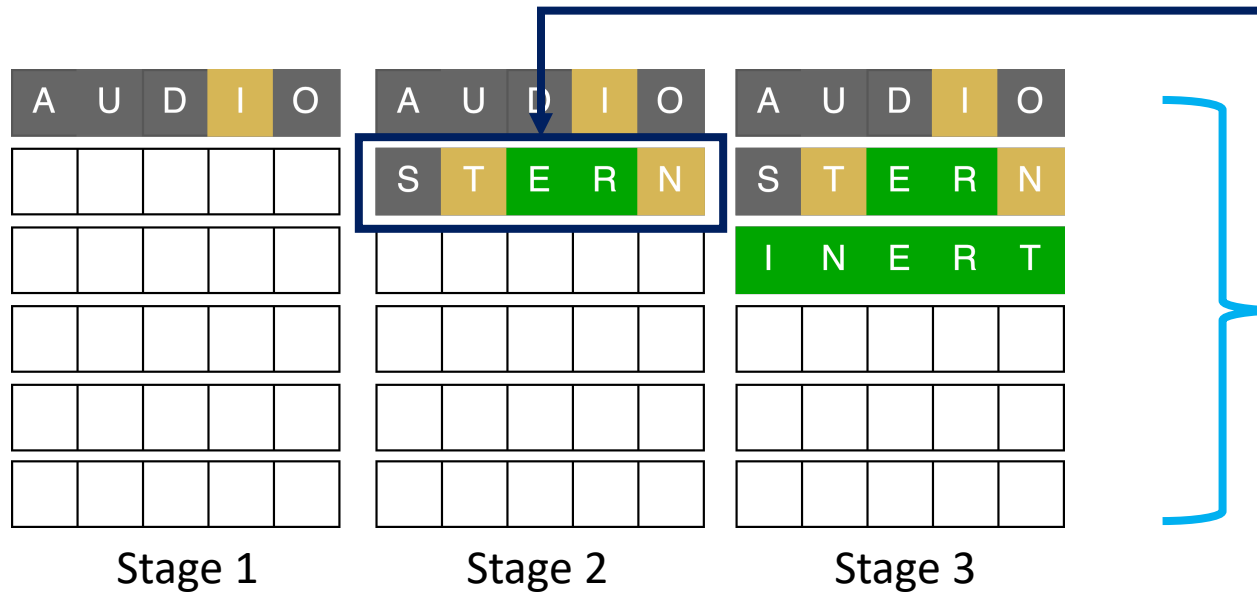 A U D I O A U D I O A U D I O
S T E R N S T E R N
I N E R T
Stage 1 Stage 2 Stage 3